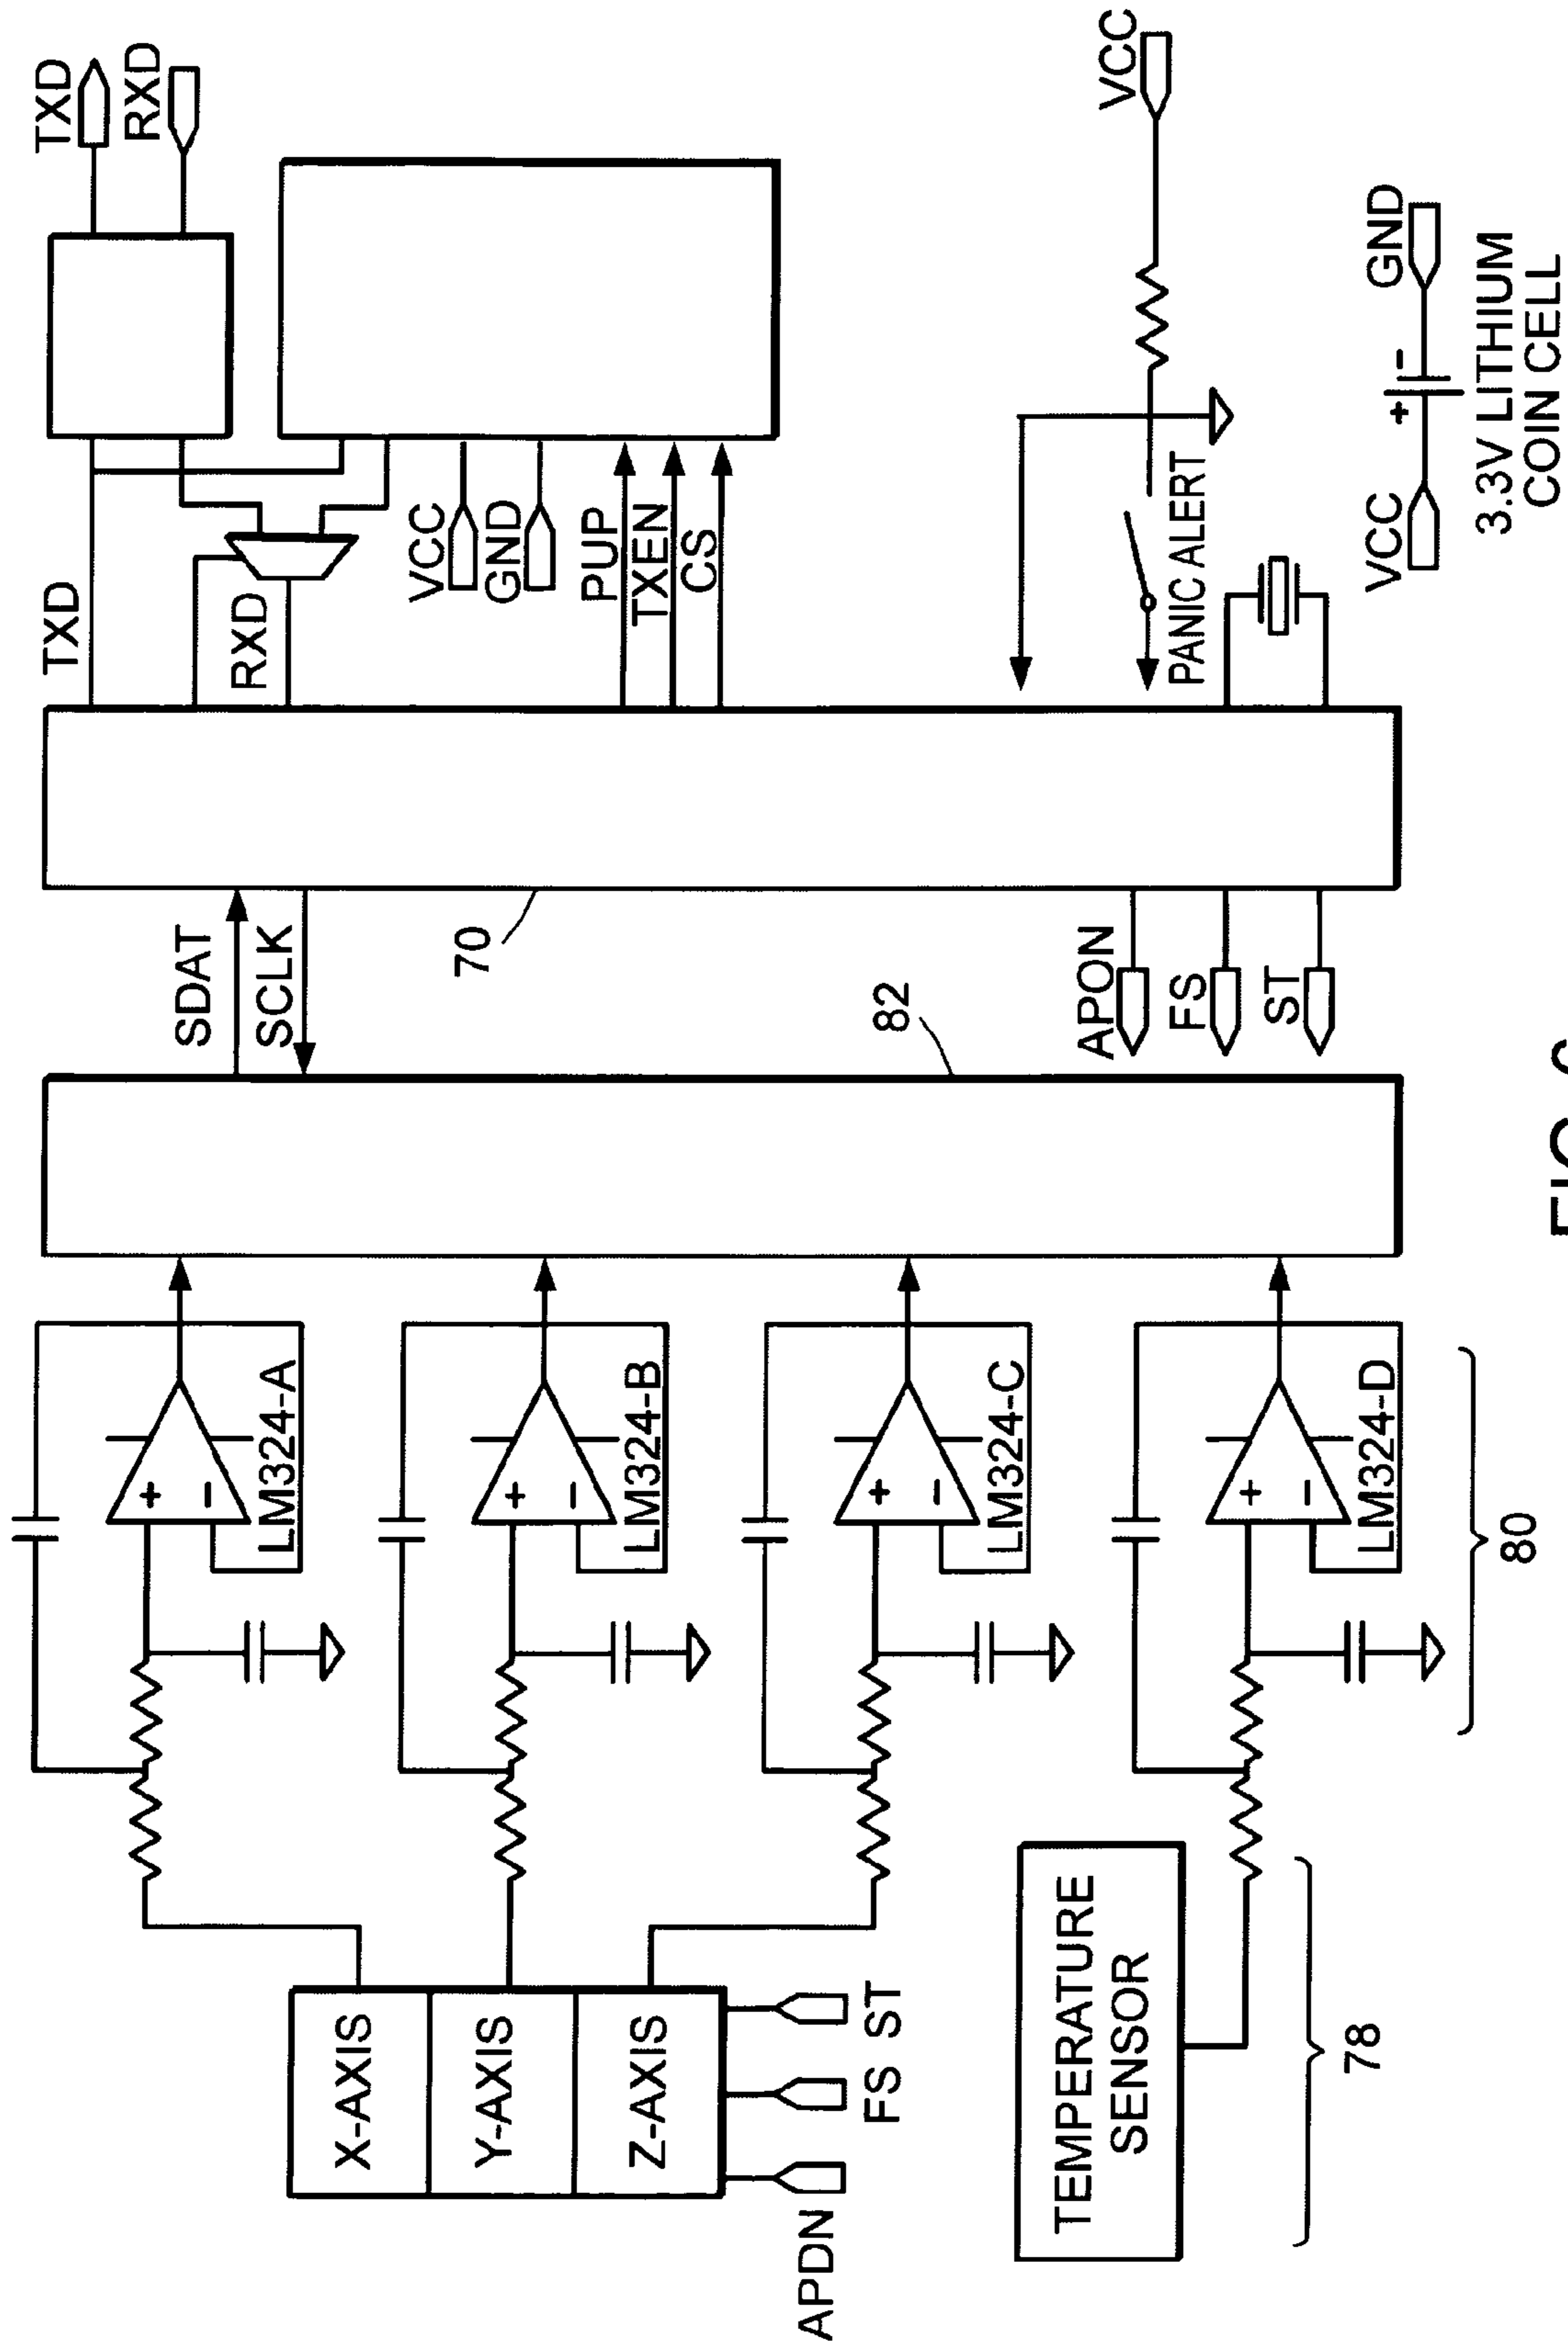 X-AXIS
Y-AXIS
Z-AXIS
APDN
FS
ST
TEMPERATURE
SENSOR
78
LM324-A
LM324-B
LM324-C
LM324-D
80
82
SDAT
SCLK
70
APON
FS
ST
TXD
RXD
TXD
RXD
VCC
GND
PUP
TXEN
CS
VCC
PANIC ALERT
VCC
+
-
GND
3.3V LITHIUM
COIN CELL
+
-
+
-
+
-
+
-